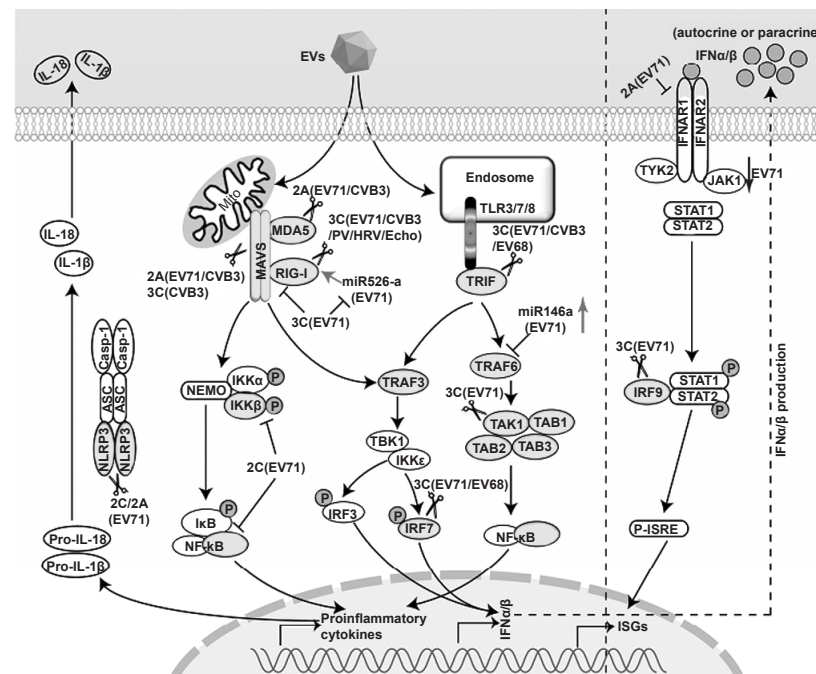 (autocrine or paracrine
IL-18
IL-1β
EVs
IFNα/β
2A(EV71)
IFNAR1
IFNAR2
TYK2
JAK1
EV71
STAT1
STAT2
Mito
2A(EV71/CVB3)
MDA5
MAVS
3C(EV71/CVB3
/PV/HRV/Echo)
RIG-I
2A(EV71/CVB3)
3C(CVB3)
miR526-a
(EV71)
3C(EV71)
Endosome
TLR3/7/8
3C(EV71/CVB3
/EV68)
TRIF
miR146a
(EV71)
IL-18
IL-1β
Casp-1
Casp-1
ASC
ASC
NLRP3
NLRP3
2C/2A
(EV71)
NEMO
IKKα
P
IKKβ
P
2C(EV71)
IκB
P
NF-kB
TRAF3
TBK1
IKKε
P
IRF3
P
IRF7
3C(EV71/EV68)
TRAF6
3C(EV71)
TAK1
TAB1
TAB2
TAB3
NF-κB
3C(EV71)
IRF9
STAT1
P
STAT2
P
P-ISRE
IFNα/β production
Pro-IL-18
Pro-IL-1β
Proinflammatory
cytokines
IFNα/β
ISGs